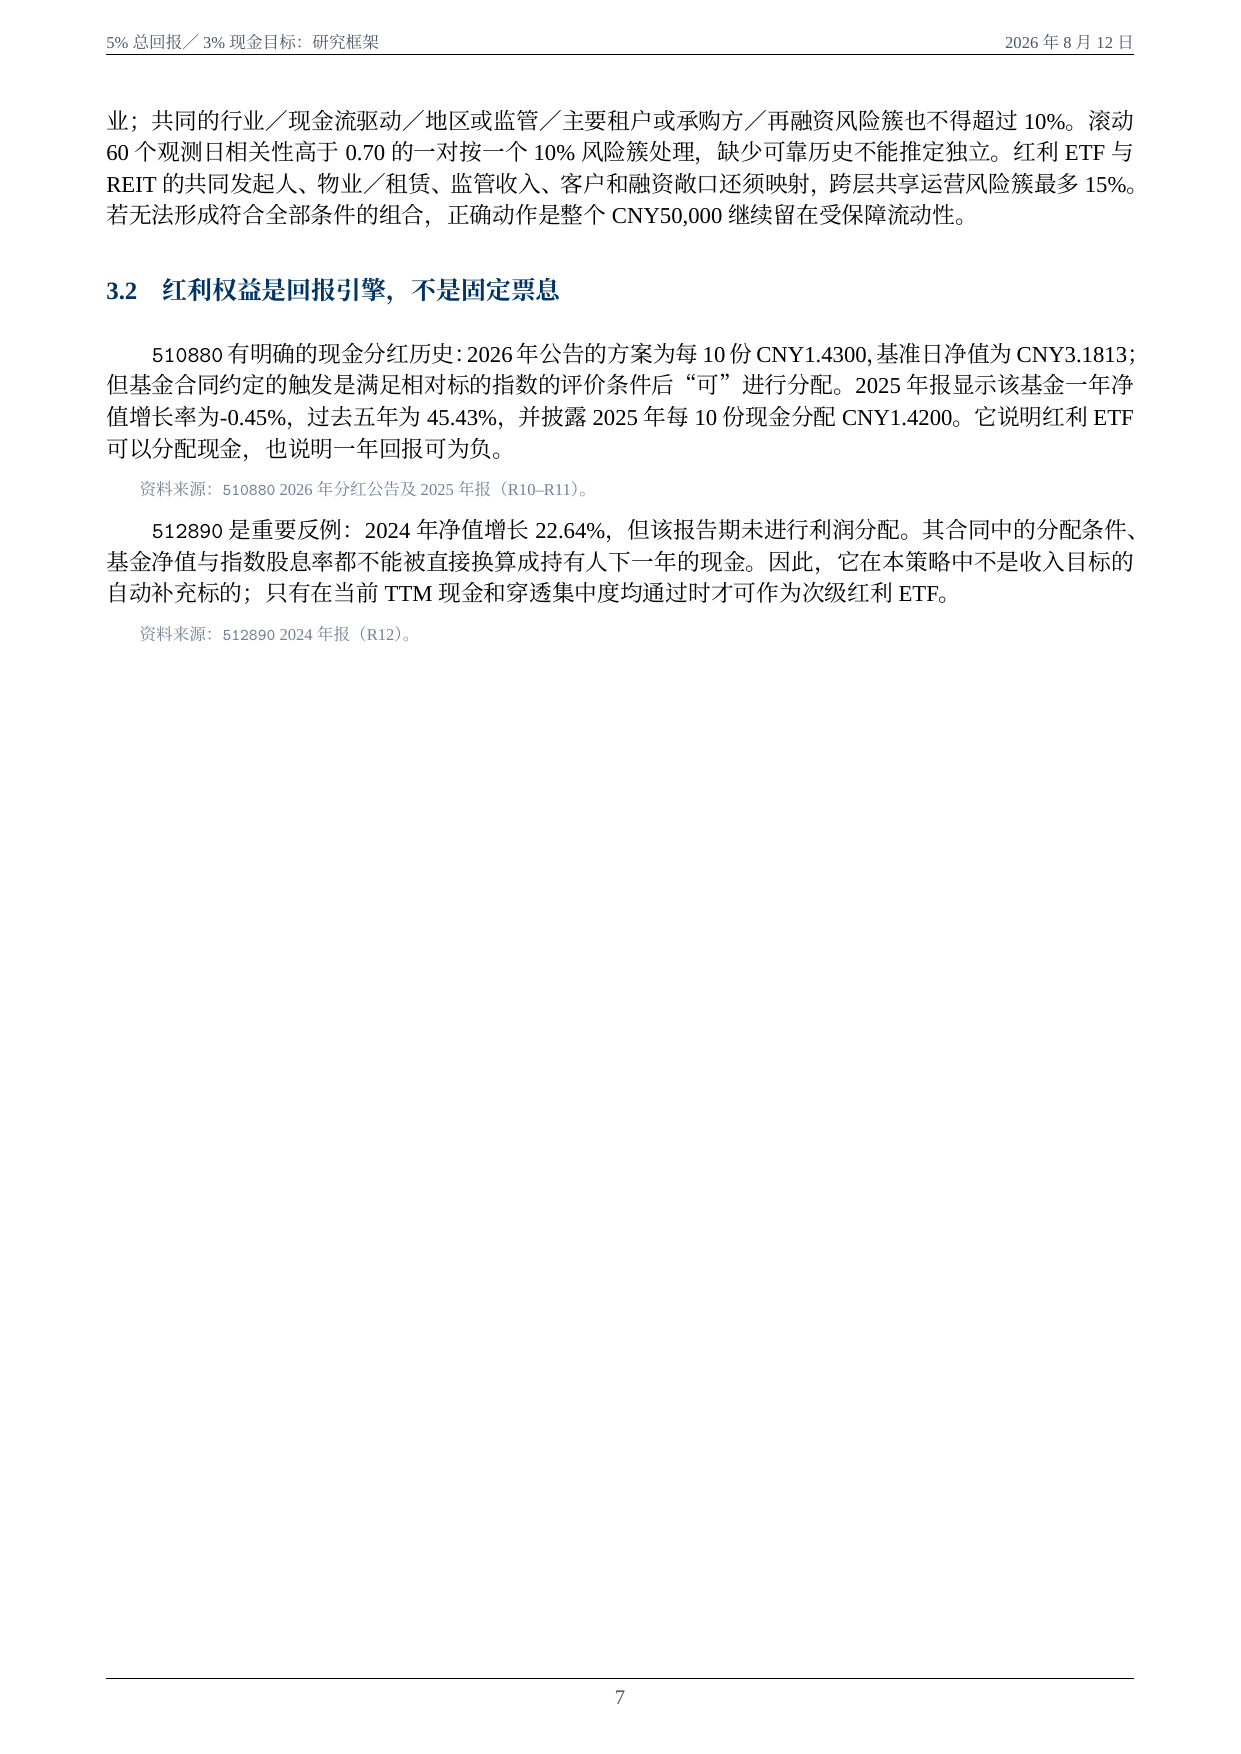 5% 总回报／ 3% 现金目标：研究框架
2026 年 8 月 12 日
业；共同的行业／现金流驱动／地区或监管／主要租户或承购方／再融资风险簇也不得超过 10%。滚动
60 个观测日相关性高于 0.70 的一对按一个 10% 风险簇处理，缺少可靠历史不能推定独立。红利 ETF 与
REIT 的共同发起人、物业／租赁、监管收入、客户和融资敞口还须映射，跨层共享运营风险簇最多 15%。
若无法形成符合全部条件的组合，正确动作是整个 CNY50,000 继续留在受保障流动性。
3.2 红利权益是回报引擎，不是固定票息
510880 有明确的现金分红历史：2026 年公告的方案为每 10 份 CNY1.4300，基准日净值为 CNY3.1813；
但基金合同约定的触发是满足相对标的指数的评价条件后“可”进行分配。2025 年报显示该基金一年净
值增长率为-0.45%，过去五年为 45.43%，并披露 2025 年每 10 份现金分配 CNY1.4200。它说明红利 ETF
可以分配现金，也说明一年回报可为负。
资料来源：510880 2026 年分红公告及 2025 年报（R10–R11）。
512890 是重要反例：2024 年净值增长 22.64%，但该报告期未进行利润分配。其合同中的分配条件、
基金净值与指数股息率都不能被直接换算成持有人下一年的现金。因此，它在本策略中不是收入目标的
自动补充标的；只有在当前 TTM 现金和穿透集中度均通过时才可作为次级红利 ETF。
资料来源：512890 2024 年报（R12）。
7